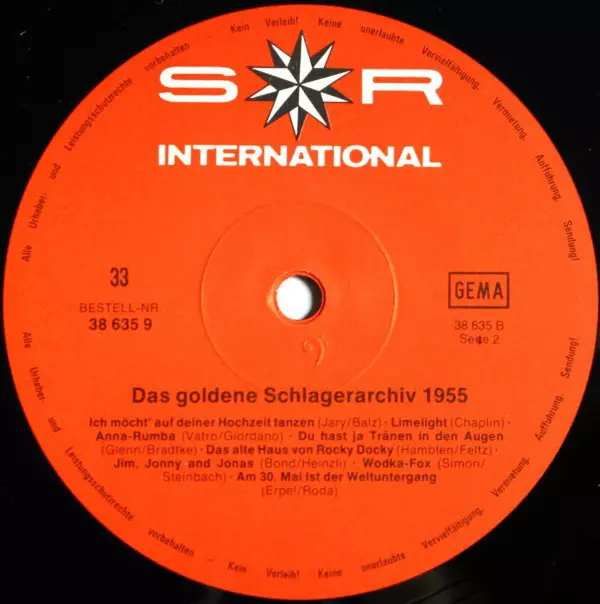 Alle Urheber- und Leistungsschutzrechte vorbehalten - Kein Verleih! Keine unerlaubte Vervielfältigung, Vermietung, Aufführung, Sendung!
S R
INTERNATIONAL
33
BESTELL-NR.
38 635 9
GEMA
38 635 B
Seite 2
Das goldene Schlagerarchiv 1955
Ich möcht' auf deiner Hochzeit tanzen (Jary/Balz) · Limelight (Chaplin)
Anna-Rumba (Vatro/Giordano) · Du hast ja Tränen in den Augen
(Glenn/Bradtke) · Das alte Haus von Rocky Docky (Hamblen/Feltz)
Jim, Jonny and Jonas (Bond/Heinzli) · Wodka-Fox (Simon/
Steinbach) · Am 30. Mai ist der Weltuntergang
(Erpel/Roda)
Alle Urheber- und Leistungsschutzrechte vorbehalten - Kein Verleih! Keine unerlaubte Vervielfältigung, Vermietung, Aufführung, Sendung!